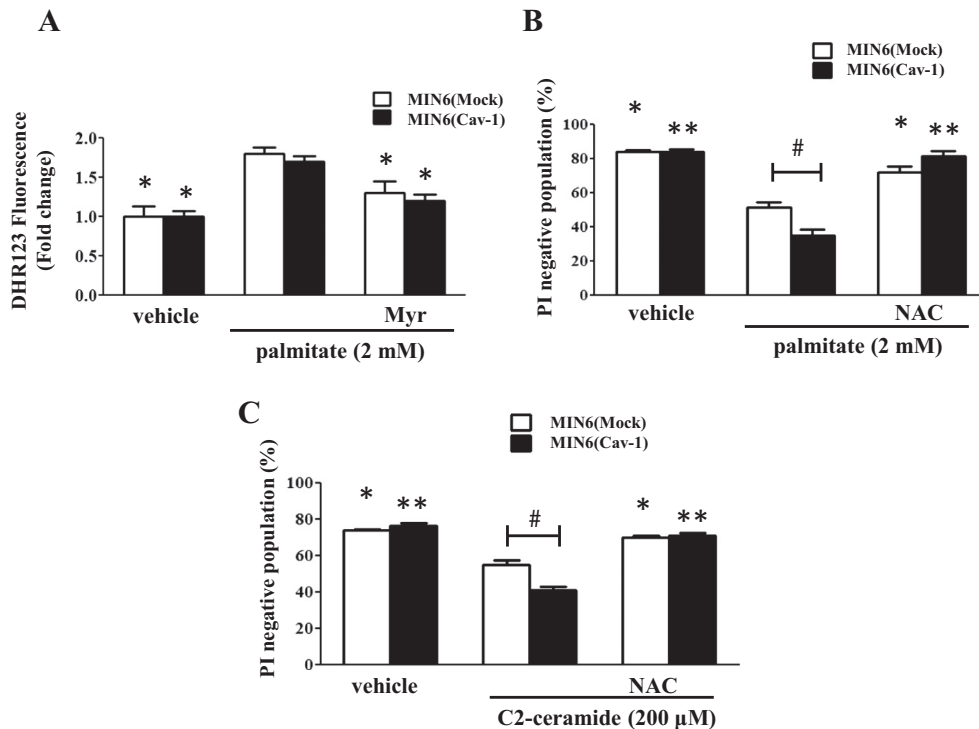 A
MIN6(Mock)
MIN6(Cav-1)
DHR123 Fluorescence
(Fold change)
2.0
1.5
1.0
0.5
0.0
* * * *
vehicle Myr
palmitate (2 mM)
B
MIN6(Mock)
MIN6(Cav-1)
PI negative population (%)
100
80
60
40
20
0
* ** # * **
vehicle NAC
palmitate (2 mM)
C
MIN6(Mock)
MIN6(Cav-1)
PI negative population (%)
100
80
60
40
20
0
* ** # * **
vehicle NAC
C2-ceramide (200 μM)